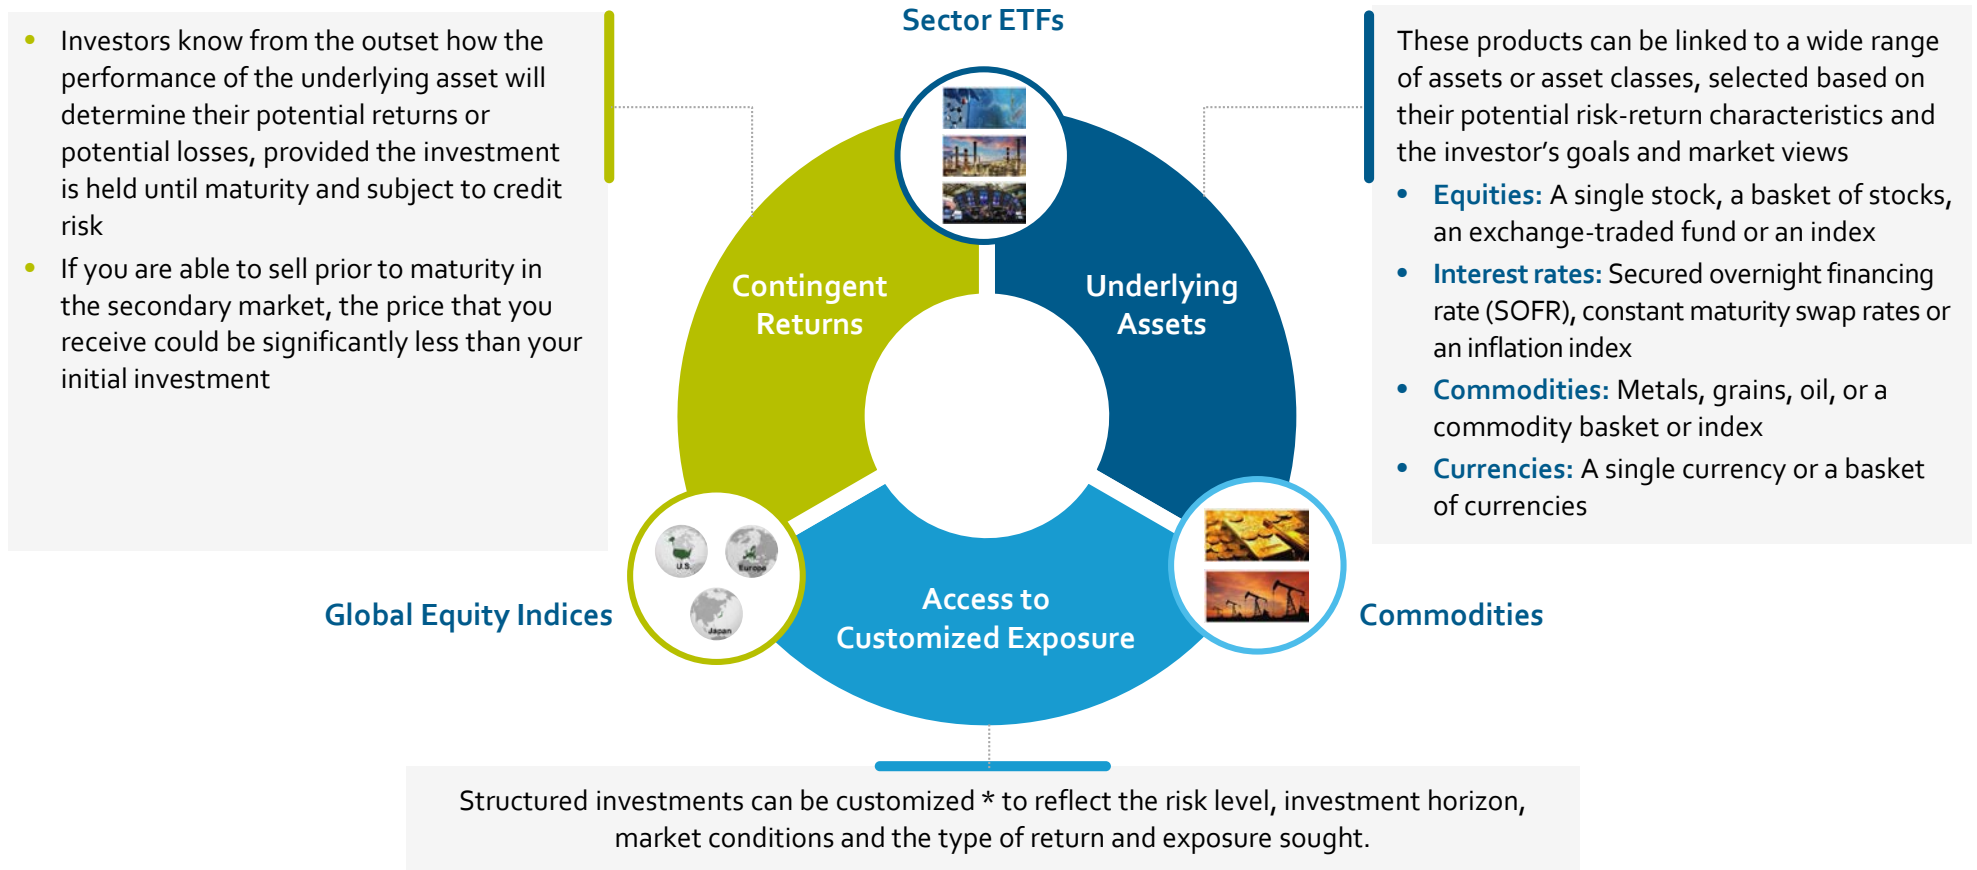 Sector ETFs
• Investors know from the outset how the
performance of the underlying asset will
determine their potential returns or
potential losses, provided the investment
is held until maturity and subject to credit
risk
• If you are able to sell prior to maturity in
the secondary market, the price that you
receive could be significantly less than your
initial investment
These products can be linked to a wide range
of assets or asset classes, selected based on
their potential risk-return characteristics and
the investor’s goals and market views
• Equities: A single stock, a basket of stocks,
an exchange-traded fund or an index
• Interest rates: Secured overnight financing
rate (SOFR), constant maturity swap rates or
an inflation index
• Commodities: Metals, grains, oil, or a
commodity basket or index
• Currencies: A single currency or a basket
of currencies
Contingent
Returns
Underlying
Assets
U.S.
Europe
Japan
Global Equity Indices
Access to
Customized Exposure
Commodities
Structured investments can be customized * to reflect the risk level, investment horizon,
market conditions and the type of return and exposure sought.